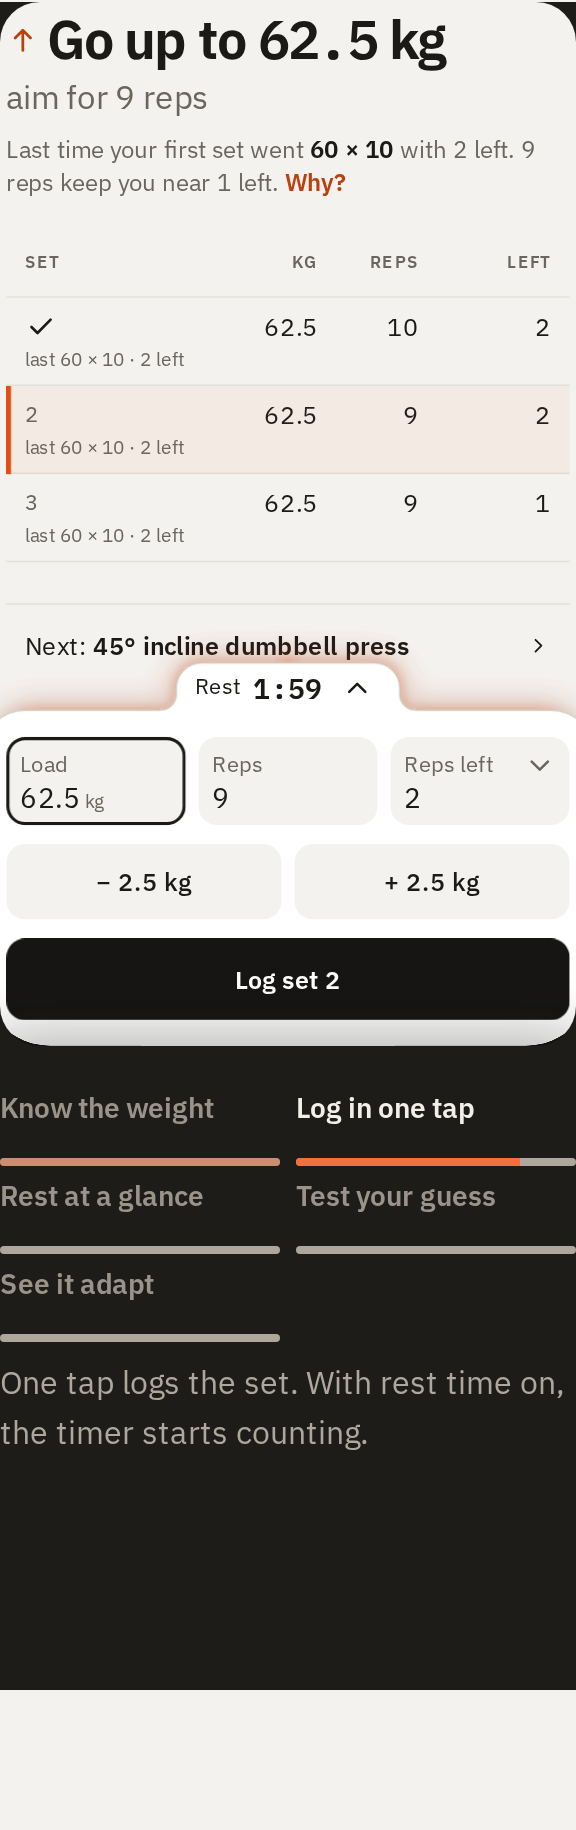 ↑ Go up to 62.5 kg
aim for 9 reps
Last time your first set went 60 × 10 with 2 left. 9
reps keep you near 1 left. Why?
SET KG REPS LEFT
62.5 10 2
last 60 × 10 · 2 left
2 62.5 9 2
last 60 × 10 · 2 left
3 62.5 9 1
last 60 × 10 · 2 left
Next: 45° incline dumbbell press
Rest 1:59
Load Reps Reps left
62.5 kg 9 2
− 2.5 kg + 2.5 kg
Log set 2
Know the weight Log in one tap
Rest at a glance Test your guess
See it adapt
One tap logs the set. With rest time on,
the timer starts counting.